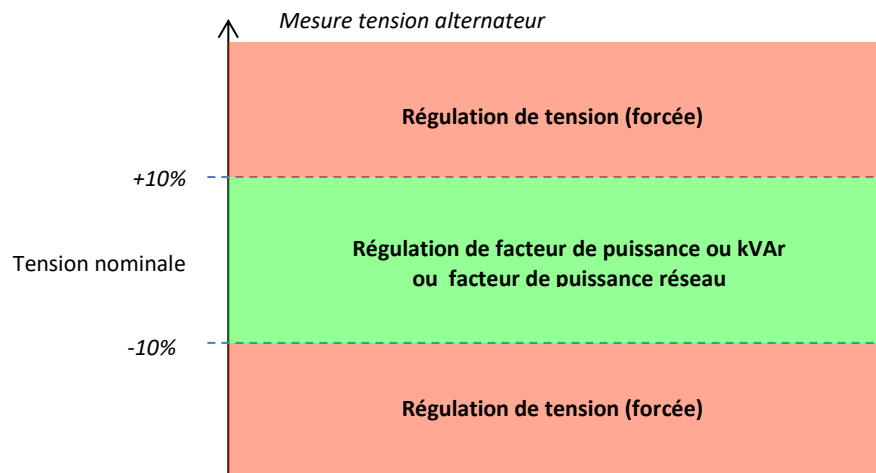 Mesure tension alternateur
Régulation de tension (forcée)
+10%
Régulation de facteur de puissance ou kVAr
Tension nominale
ou facteur de puissance réseau
-10%
Régulation de tension (forcée)